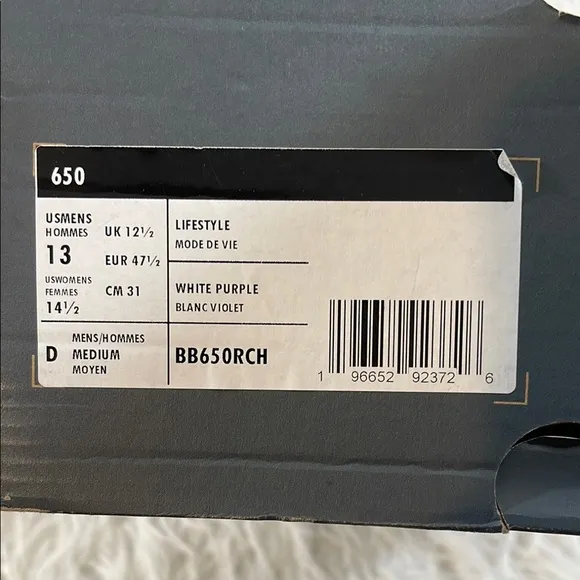 650
USMENS
HOMMES
13
USWOMENS
FEMMES
14½
UK 12½
EUR 47½
CM 31
LIFESTYLE
MODE DE VIE
WHITE PURPLE
BLANC VIOLET
D
MENS/HOMMES
MEDIUM
MOYEN
BB650RCH
1 96652 92372 6